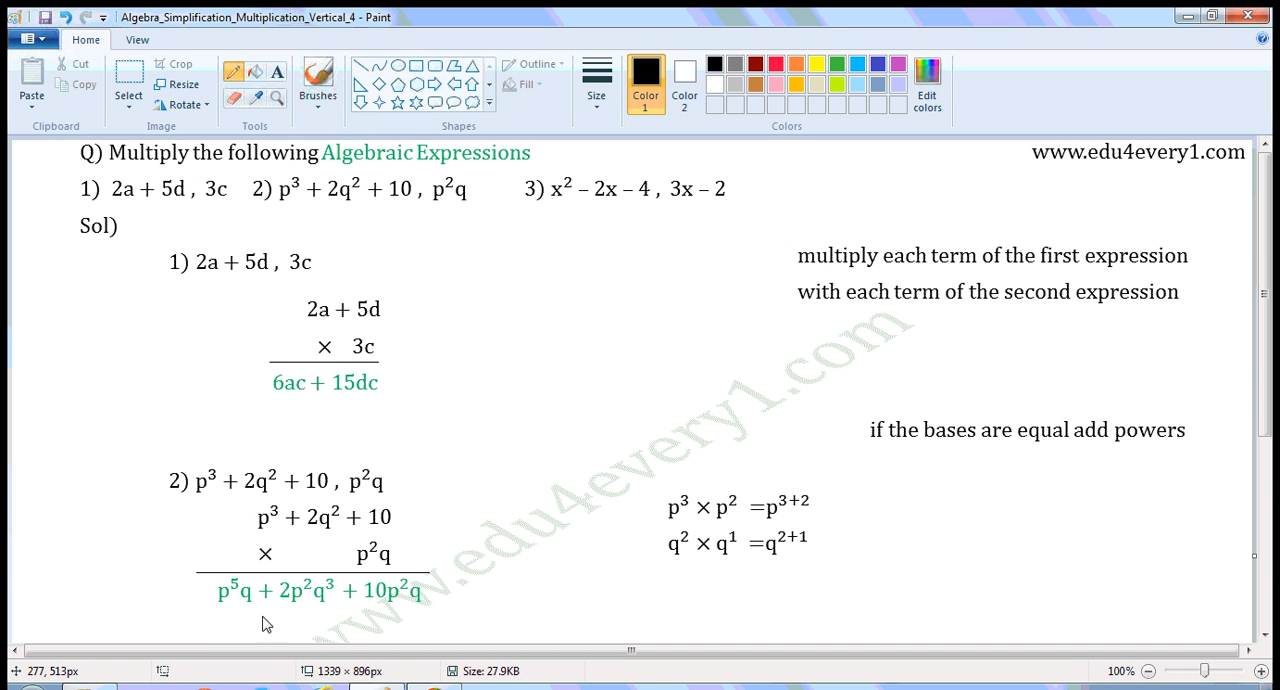 Algebra_Simplification_Multiplication_Vertical_4 - Paint
Home View
Paste Cut Copy Select Crop Resize Rotate Brushes Outline Fill Size Color 1 Color 2 Edit colors
Clipboard Image Tools Shapes Colors
Q) Multiply the following Algebraic Expressions www.edu4every1.com
1) 2a + 5d , 3c 2) p³ + 2q² + 10 , p²q 3) x² – 2x – 4 , 3x – 2
Sol)
1) 2a + 5d , 3c multiply each term of the first expression
with each term of the second expression
2a + 5d
× 3c
6ac + 15dc
if the bases are equal add powers
2) p³ + 2q² + 10 , p²q
p³ × p² =p³⁺²
p³ + 2q² + 10
q² × q¹ =q²⁺¹
× p²q
p⁵q + 2p²q³ + 10p²q
www.edu4every1.com
277, 513px 1339 × 896px Size: 27.9KB 100%